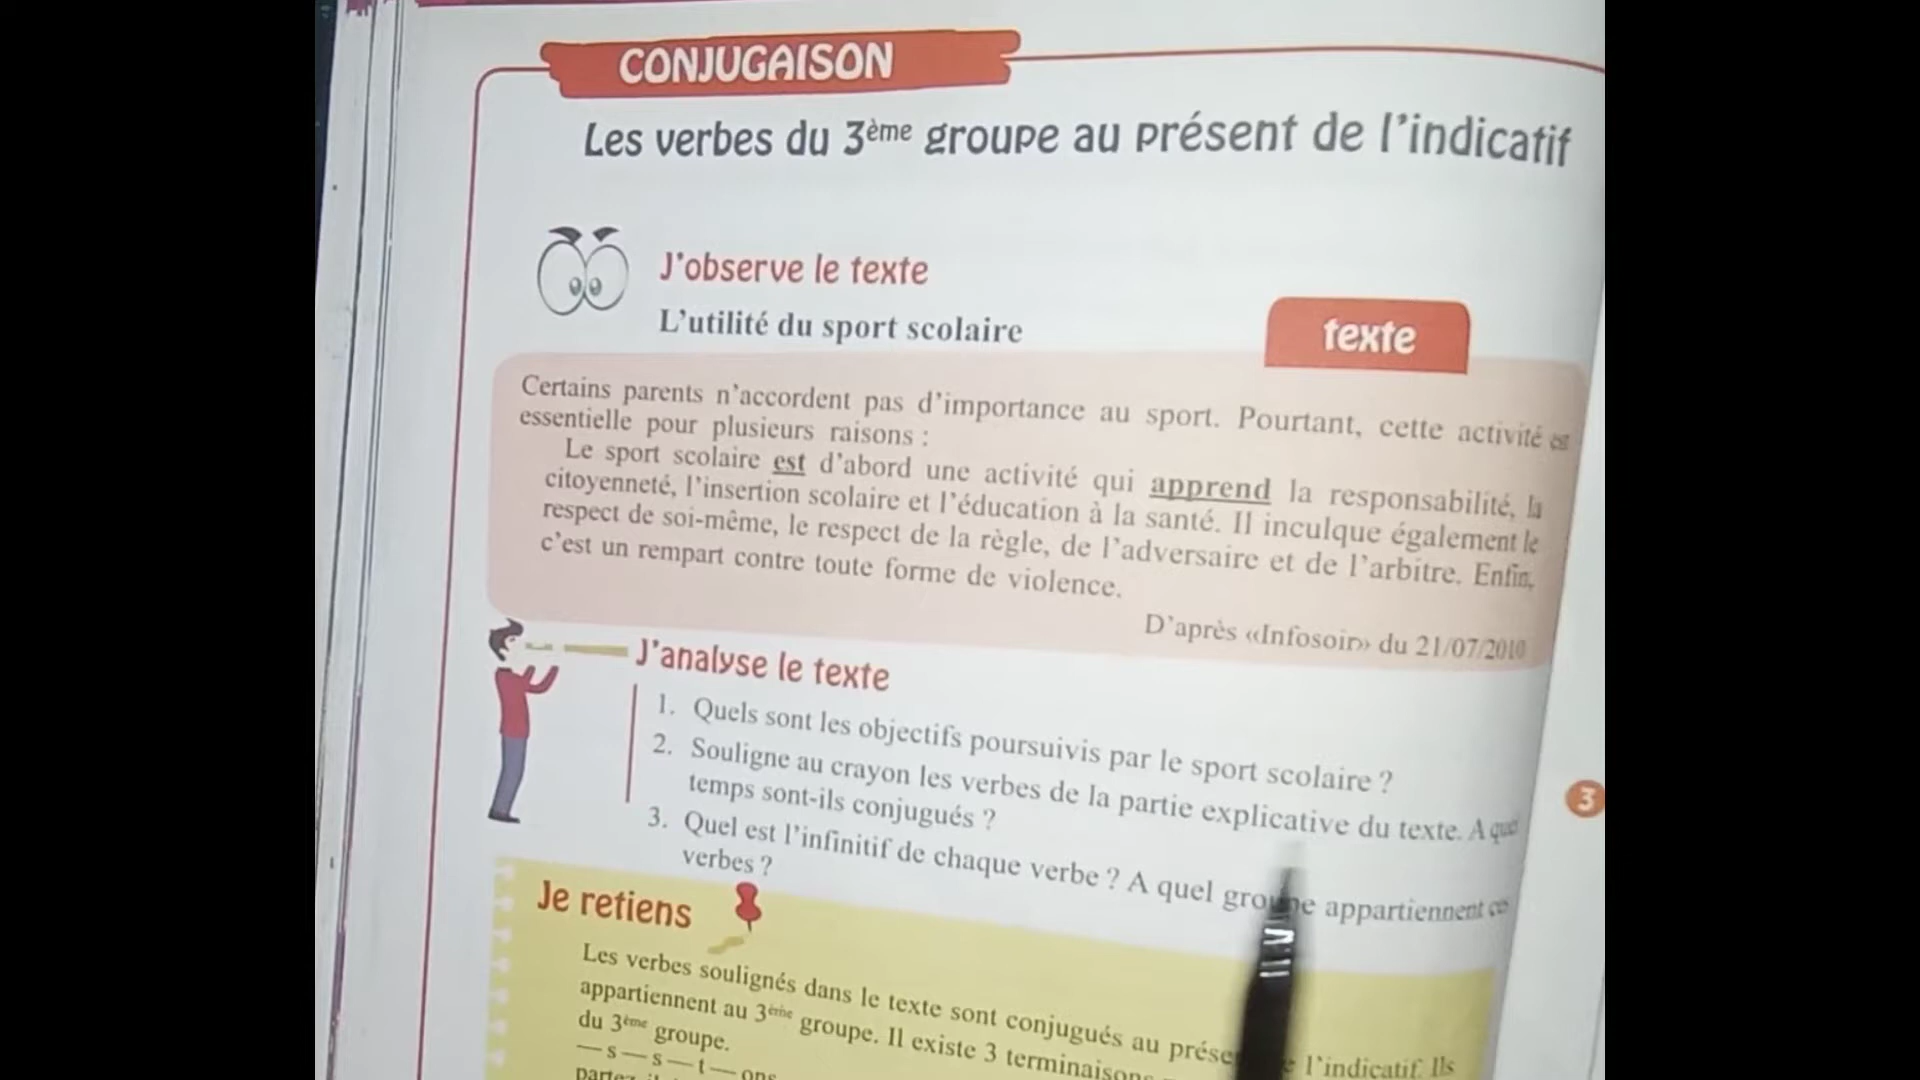 CONJUGAISON
Les verbes du 3ème groupe au présent de l'indicatif
J'observe le texte
L'utilité du sport scolaire
texte
Certains parents n'accordent pas d'importance au sport. Pourtant, cette activité est
essentielle pour plusieurs raisons :
Le sport scolaire est d'abord une activité qui apprend la responsabilité, la
citoyenneté, l'insertion scolaire et l'éducation à la santé. Il inculque également le
respect de soi-même, le respect de la règle, de l'adversaire et de l'arbitre. Enfin,
c'est un rempart contre toute forme de violence.
D'après «Infosoir» du 21/07/2010
J'analyse le texte
1. Quels sont les objectifs poursuivis par le sport scolaire ?
2. Souligne au crayon les verbes de la partie explicative du texte. A quel
temps sont-ils conjugués ?
3
3. Quel est l'infinitif de chaque verbe ? A quel groupe appartiennent ce
verbes ?
Je retiens
Les verbes soulignés dans le texte sont conjugués au l'indicatif. Ils
appartiennent au 3ème groupe. Il existe 3 terminaisons
du 3ème groupe.
— s — s — t — ons